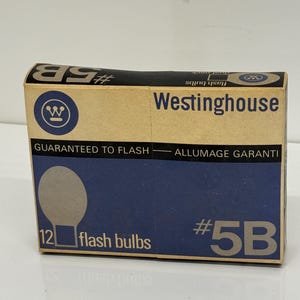 #5B
flash bulbs
W
Westinghouse
GUARANTEED TO FLASH — ALLUMAGE GARANTI
12 flash bulbs
#5B